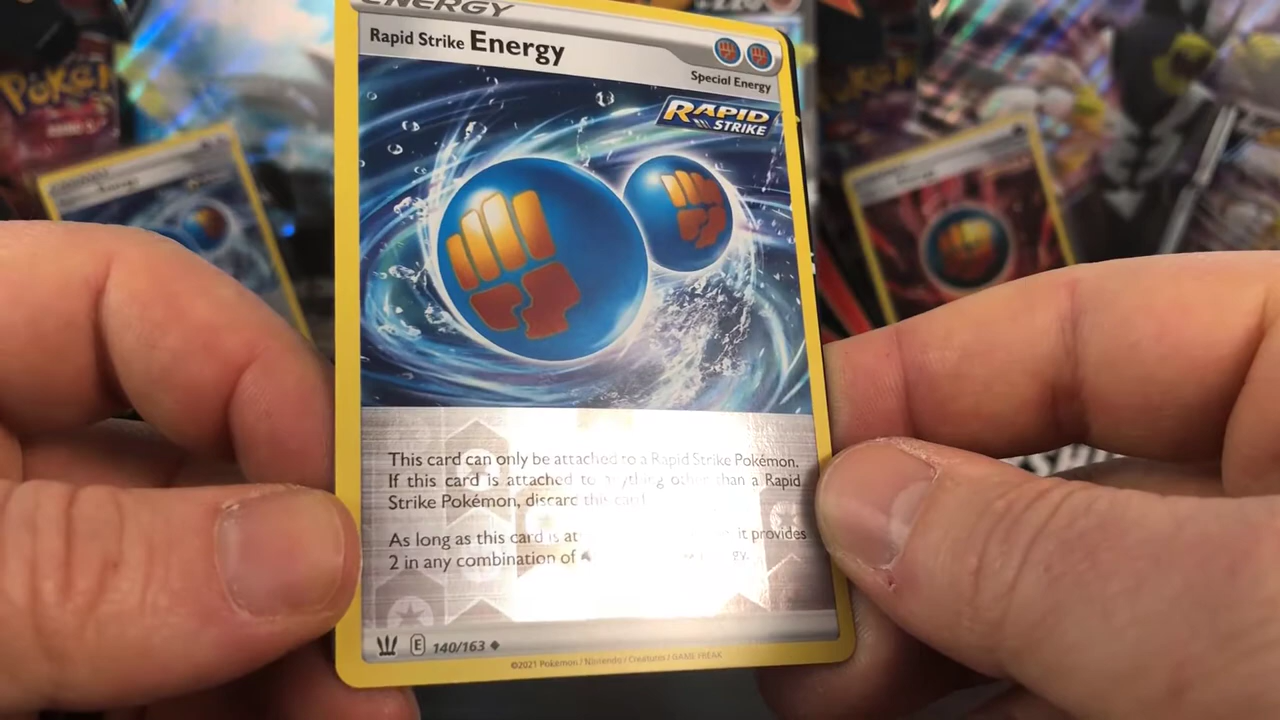 ENERGY
Rapid Strike Energy
Special Energy
RAPID
STRIKE
This card can only be attached to a Rapid Strike Pokémon.
If this card is attached to anything other than a Rapid
Strike Pokémon, discard this card
As long as this card is at it provides
2 in any combination of
E 140/163
©2021 Pokémon / Nintendo / Creatures / GAME FREAK
POKÉM
Energy